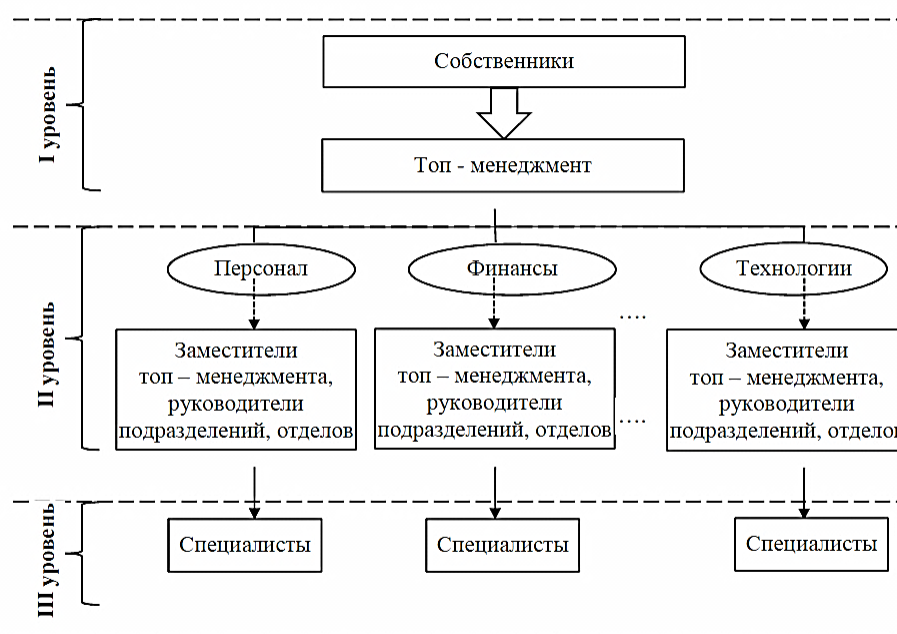 I уровень
Собственники
Топ - менеджмент
II уровень
Персонал
Финансы
Технологии
....
Заместители
топ – менеджмента,
руководители
подразделений, отделов
Заместители
топ – менеджмента,
руководители
подразделений, отделов
....
Заместители
топ – менеджмента,
руководители
подразделений, отдело
III уровень
Специалисты
Специалисты
Специалисты